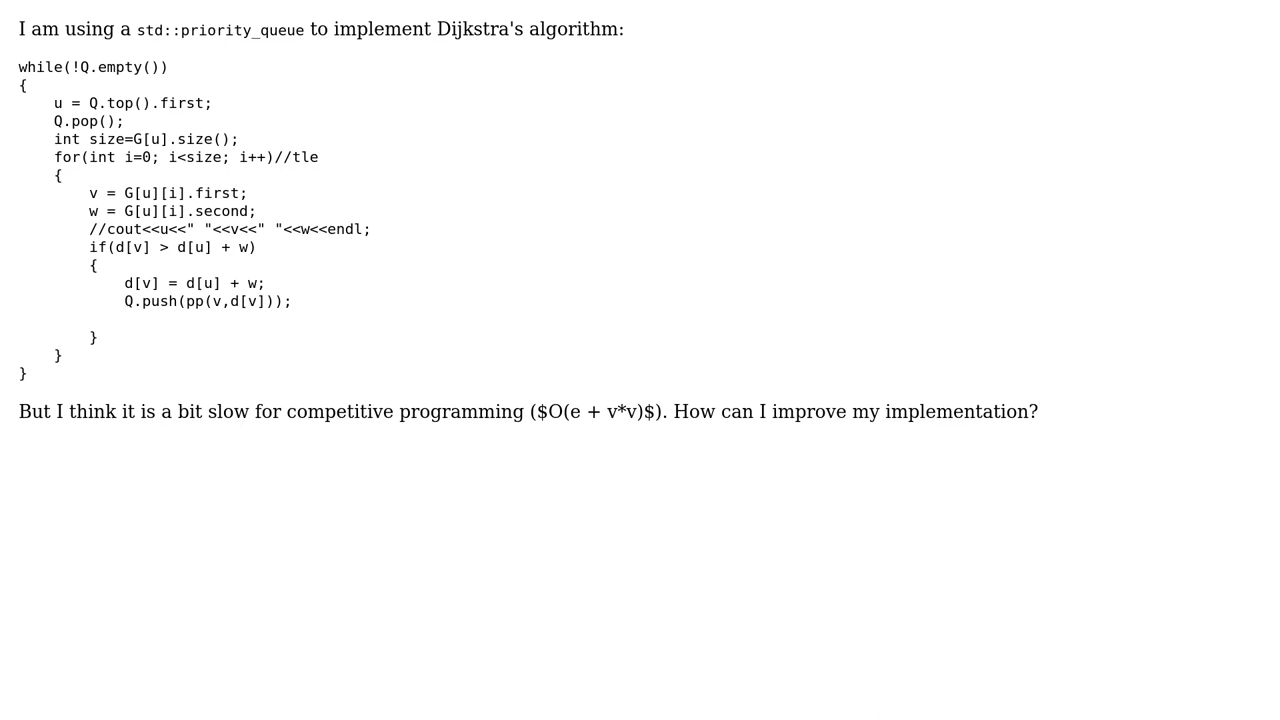 I am using a std::priority_queue to implement Dijkstra's algorithm:
while(!Q.empty())
{
    u = Q.top().first;
    Q.pop();
    int size=G[u].size();
    for(int i=0; i<size; i++)//tle
    {
        v = G[u][i].first;
        w = G[u][i].second;
        //cout<<u<<" "<<v<<" "<<w<<endl;
        if(d[v] > d[u] + w)
        {
            d[v] = d[u] + w;
            Q.push(pp(v,d[v]));
        }
    }
}
But I think it is a bit slow for competitive programming ($O(e + v*v)$). How can I improve my implementation?